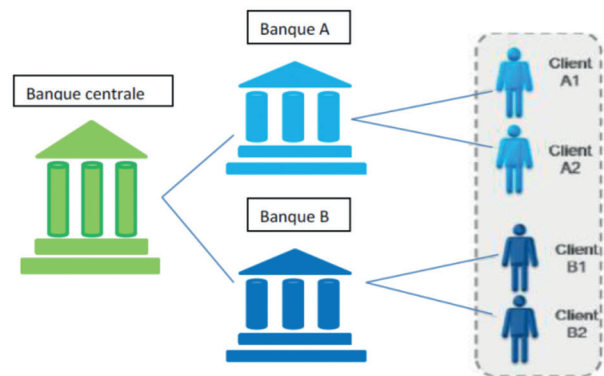 Banque A
Banque centrale
Banque B
Client
A1
Client
A2
Client
B1
Client
B2